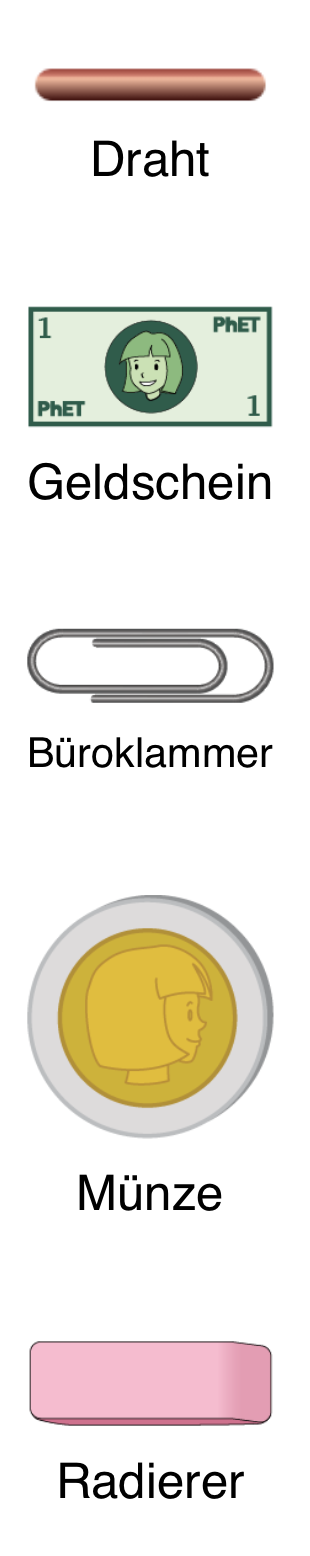 Draht
1 PhET
PhET 1
Geldschein
Büroklammer
Münze
Radierer